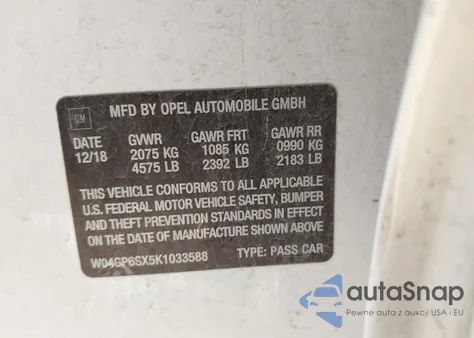 GM
MFD BY OPEL AUTOMOBILE GMBH
DATE GVWR GAWR FRT GAWR RR
12/18 2075 KG 1085 KG 0990 KG
4575 LB 2392 LB 2183 LB
THIS VEHICLE CONFORMS TO ALL APPLICABLE
U.S. FEDERAL MOTOR VEHICLE SAFETY, BUMPER
AND THEFT PREVENTION STANDARDS IN EFFECT
ON THE DATE OF MANUFACTURE SHOWN ABOVE.
W04GP6SX5K1033588 TYPE: PASS CAR
autoSnap
Pewne auta z aukcji USA - EU